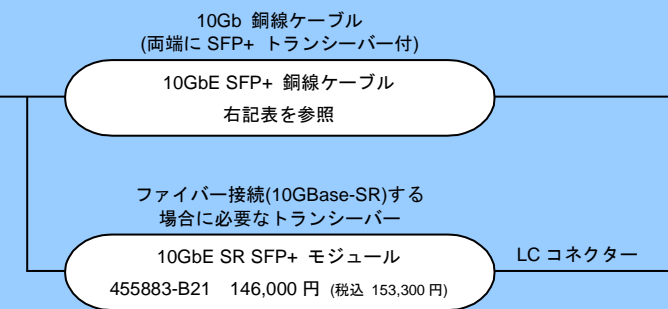 10Gb 銅線ケーブル
(両端に SFP+ トランシーバー付)
10GbE SFP+ 銅線ケーブル
右記表を参照
ファイバー接続(10GBase-SR)する
場合に必要なトランシーバー
10GbE SR SFP+ モジュール
455883-B21 146,000 円 (税込 153,300 円)
LC コネクター